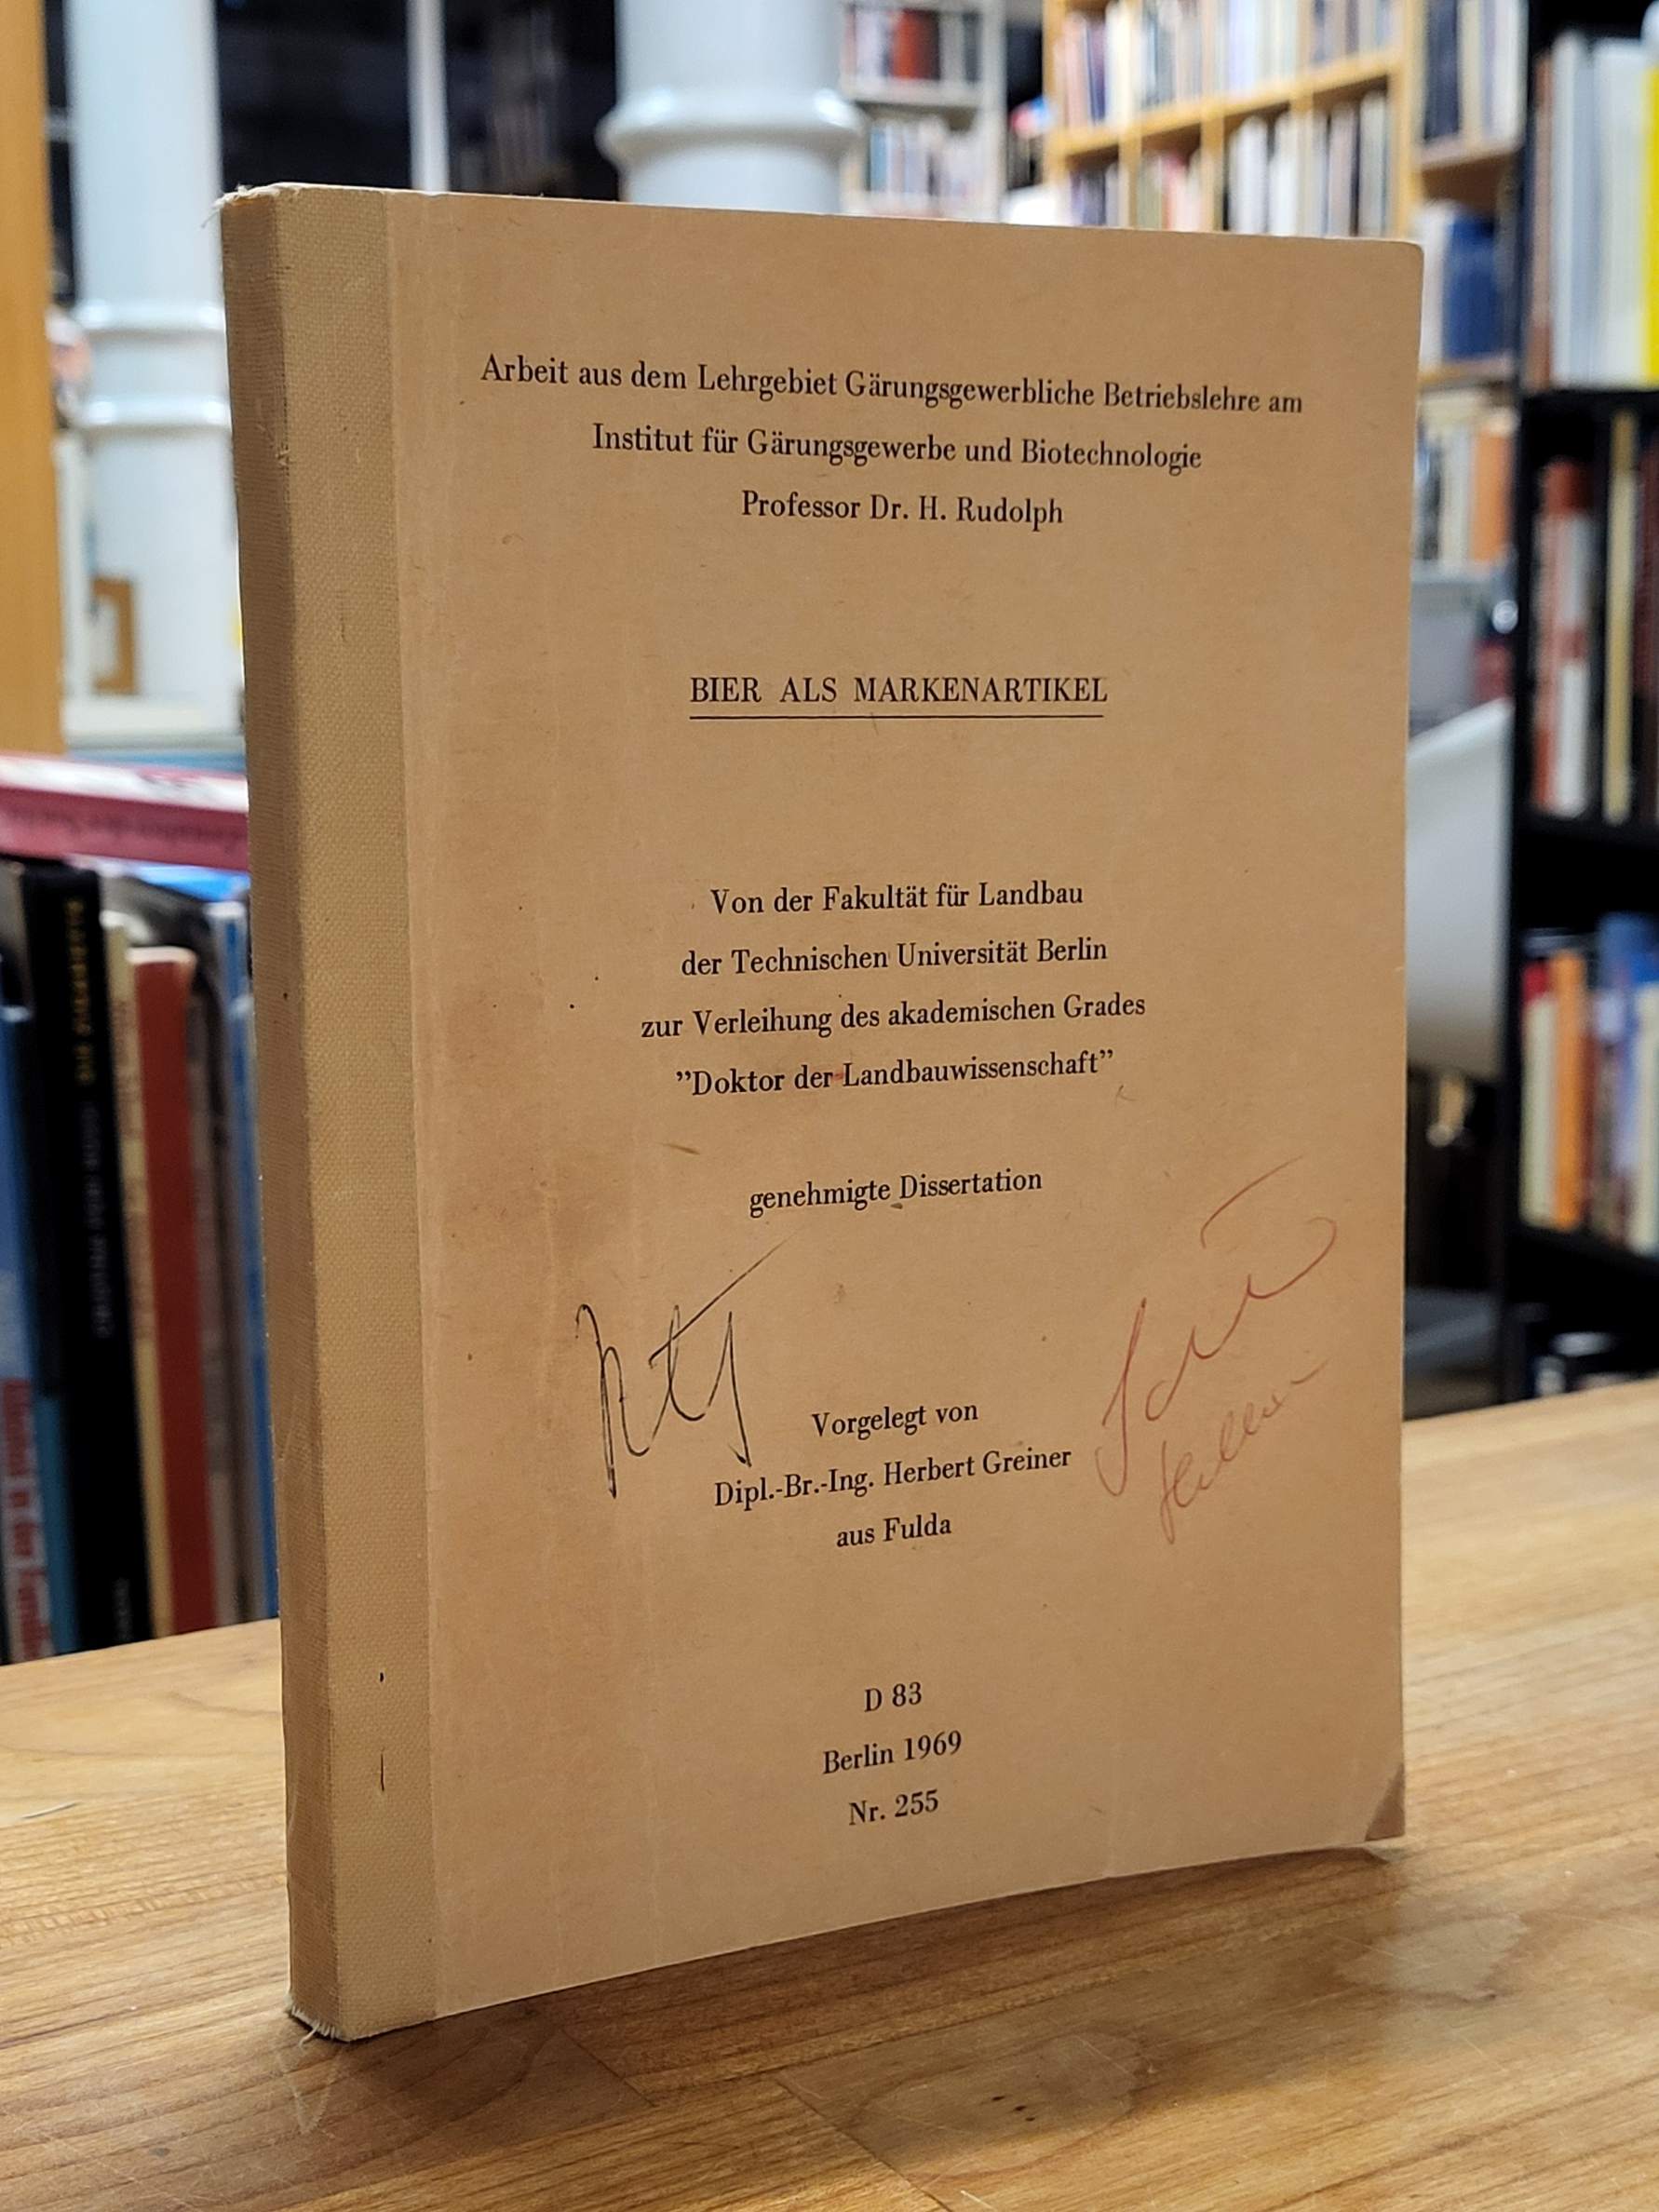 Arbeit aus dem Lehrgebiet Gärungsgewerbliche Betriebslehre am
Institut für Gärungsgewerbe und Biotechnologie
Professor Dr. H. Rudolph
BIER ALS MARKENARTIKEL
Von der Fakultät für Landbau
der Technischen Universität Berlin
zur Verleihung des akademischen Grades
”Doktor der Landbauwissenschaft”
genehmigte Dissertation
Vorgelegt von
Dipl.-Br.-Ing. Herbert Greiner
aus Fulda
D 83
Berlin 1969
Nr. 255